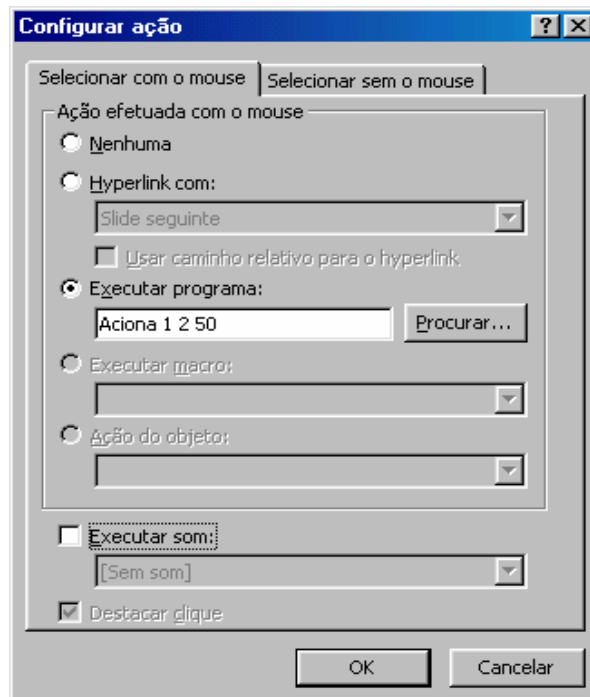 Configurar ação
Selecionar com o mouse
Selecionar sem o mouse
Ação efetuada com o mouse
Nenhuma
Hyperlink com:
Slide seguinte
Usar caminho relativo para o hyperlink
Executar programa:
Aciona 1 2 50
Procurar...
Executar macro:
Ação do objeto:
Executar som:
[Sem som]
Destacar clique
OK
Cancelar